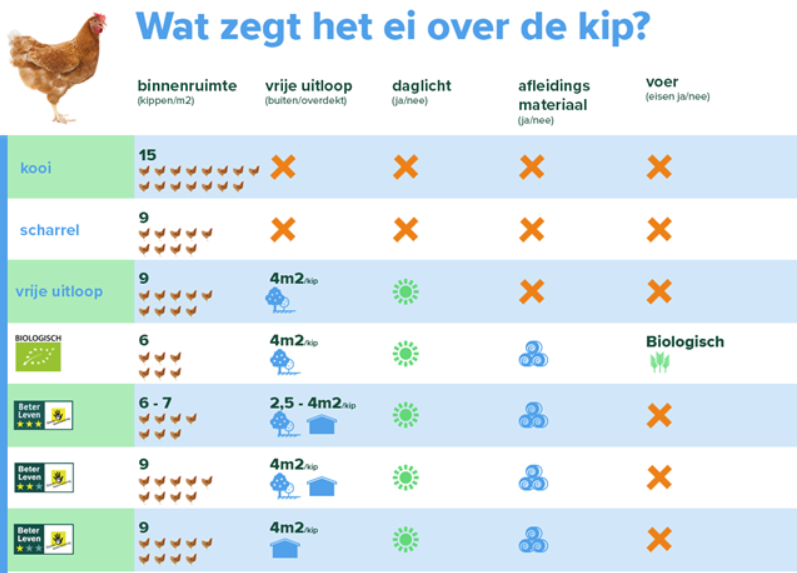 Wat zegt het ei over de kip?
binnenruimte vrije uitloop daglicht afleidings materiaal voer
(kippen/m2) (buiten/overdekt) (ja/nee) (ja/nee) (eisen ja/nee)
kooi 15
scharrel 9
vrije uitloop 9 4m2/kip
BIOLOGISCH 6 4m2/kip Biologisch
Beter Leven 6 - 7 2,5 - 4m2/kip
Beter Leven 9 4m2/kip
Beter Leven 9 4m2/kip